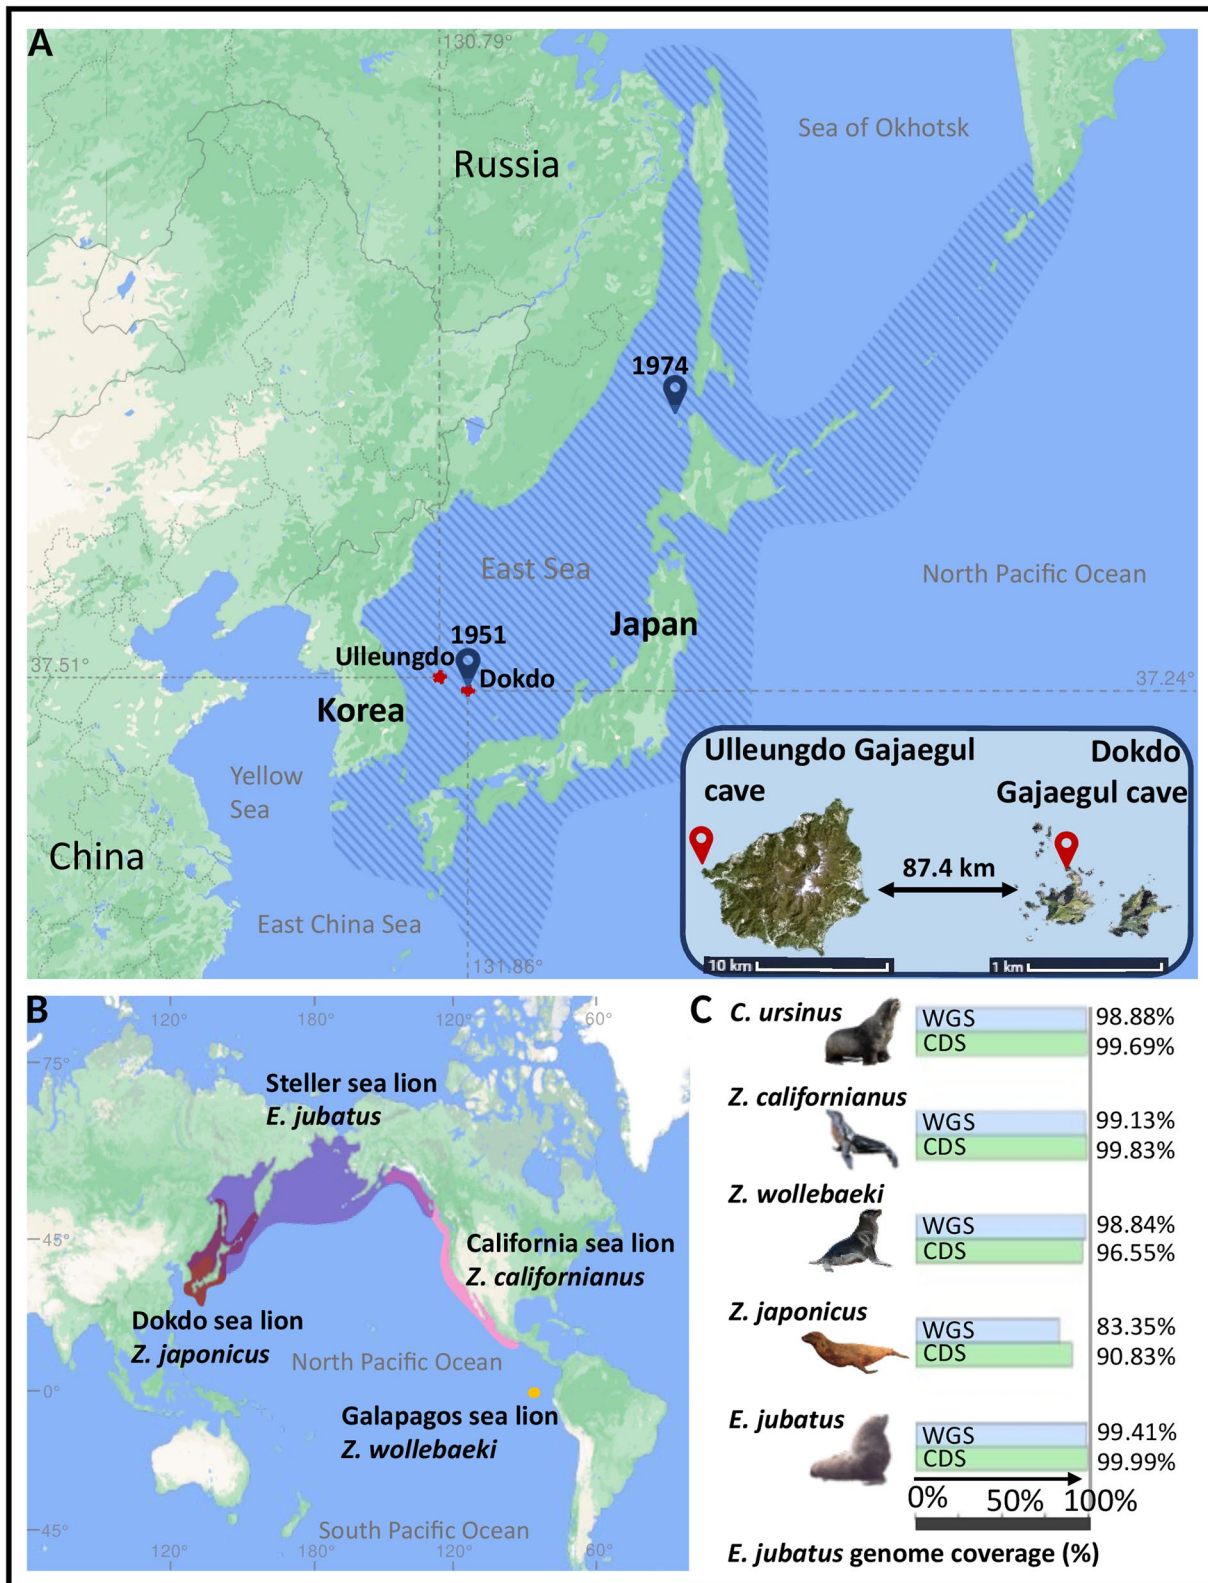 A
130.79°
Sea of Okhotsk
Russia
1974
East Sea
North Pacific Ocean
Japan
1951
Ulleungdo
37.51°
Dokdo
37.24°
Korea
Yellow
Sea
China
East China Sea
131.86°
Ulleungdo Gajaegul
cave
Dokdo
Gajaegul cave
87.4 km
10 km
1 km
B
120°
180°
120°
60°
75°
Steller sea lion
E. jubatus
45°
California sea lion
Z. californianus
Dokdo sea lion
Z. japonicus
North Pacific Ocean
0°
Galapagos sea lion
Z. wollebaeki
South Pacific Ocean
45°
120°
180°
120°
60°
C
C. ursinus
WGS
98.88%
CDS
99.69%
Z. californianus
WGS
99.13%
CDS
99.83%
Z. wollebaeki
WGS
98.84%
CDS
96.55%
Z. japonicus
WGS
83.35%
CDS
90.83%
E. jubatus
WGS
99.41%
CDS
99.99%
0% 50% 100%
E. jubatus genome coverage (%)